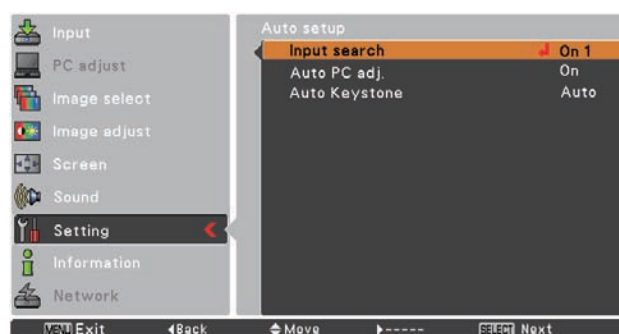 Input
PC adjust
Image select
Image adjust
Screen
Sound
Setting
Information
Network
Auto setup
Input search On 1
Auto PC adj. On
Auto Keystone Auto
MENU Exit Back Move ----- SELECT Next